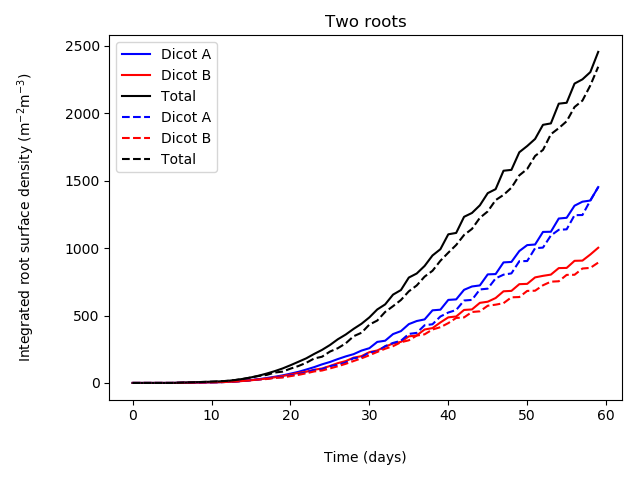 Two roots
Integrated root surface density (m⁻²m⁻³)
2500
2000
1500
1000
500
0
Dicot A
Dicot B
Total
Dicot A
Dicot B
Total
0 10 20 30 40 50 60
Time (days)